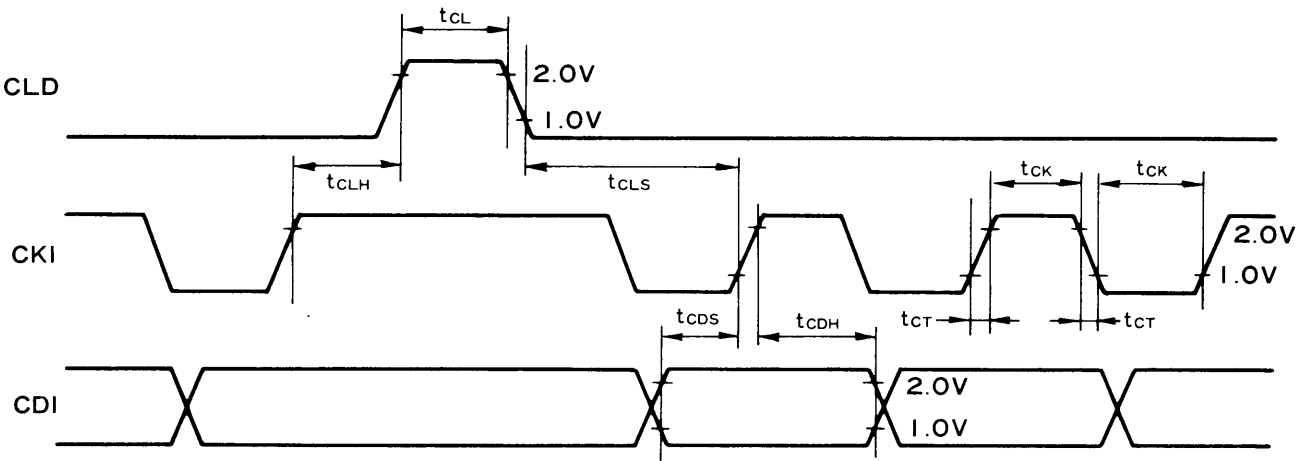 tCL
CLD
2.0V
1.0V
tCLH
tCLS
tCK
tCK
CKI
2.0V
1.0V
tCDS
tCDH
tCT
tCT
CDI
2.0V
1.0V